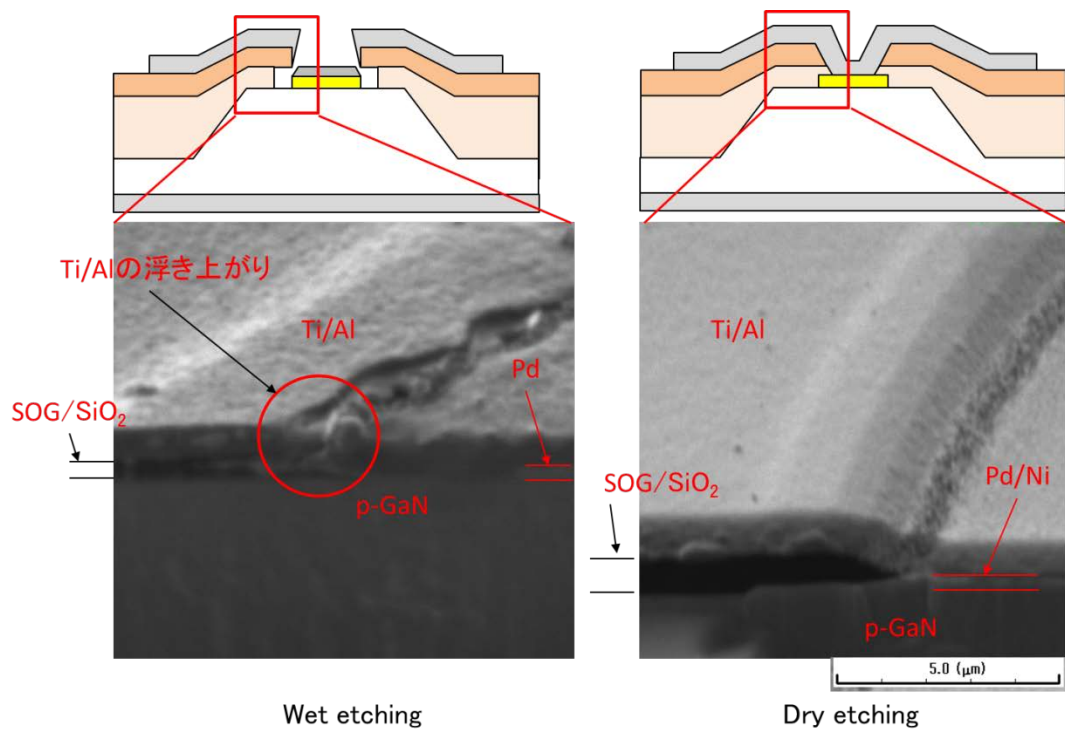 Ti/Alの浮き上がり
Ti/Al
Pd
SOG/SiO₂
p-GaN
Ti/Al
Pd/Ni
SOG/SiO₂
p-GaN
5.0 (μm)
Wet etching
Dry etching